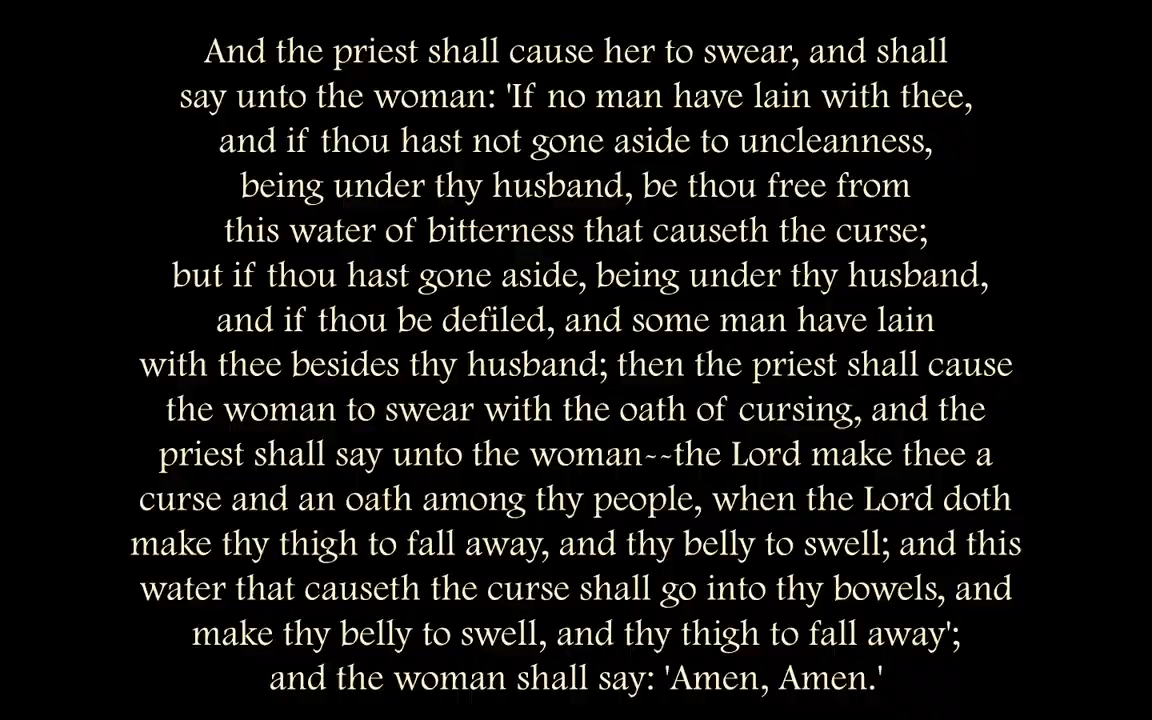 And the priest shall cause her to swear, and shall
say unto the woman: 'If no man have lain with thee,
and if thou hast not gone aside to uncleanness,
being under thy husband, be thou free from
this water of bitterness that causeth the curse;
but if thou hast gone aside, being under thy husband,
and if thou be defiled, and some man have lain
with thee besides thy husband; then the priest shall cause
the woman to swear with the oath of cursing, and the
priest shall say unto the woman--the Lord make thee a
curse and an oath among thy people, when the Lord doth
make thy thigh to fall away, and thy belly to swell; and this
water that causeth the curse shall go into thy bowels, and
make thy belly to swell, and thy thigh to fall away';
and the woman shall say: 'Amen, Amen.'